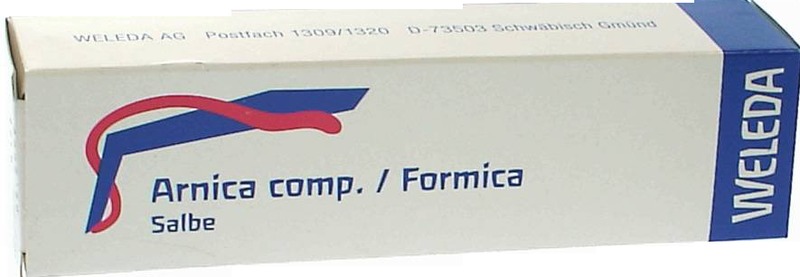 WELEDA AG Postfach 1309/1320 D-73503 Schwäbisch Gmünd
Arnica comp. / Formica
Salbe
WELEDA